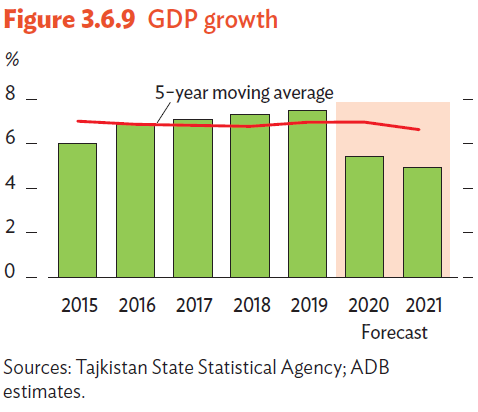 Figure 3.6.9 GDP growth
%
5-year moving average
8
6
4
2
0
2015 2016 2017 2018 2019 2020 2021
Forecast
Sources: Tajkistan State Statistical Agency; ADB
estimates.